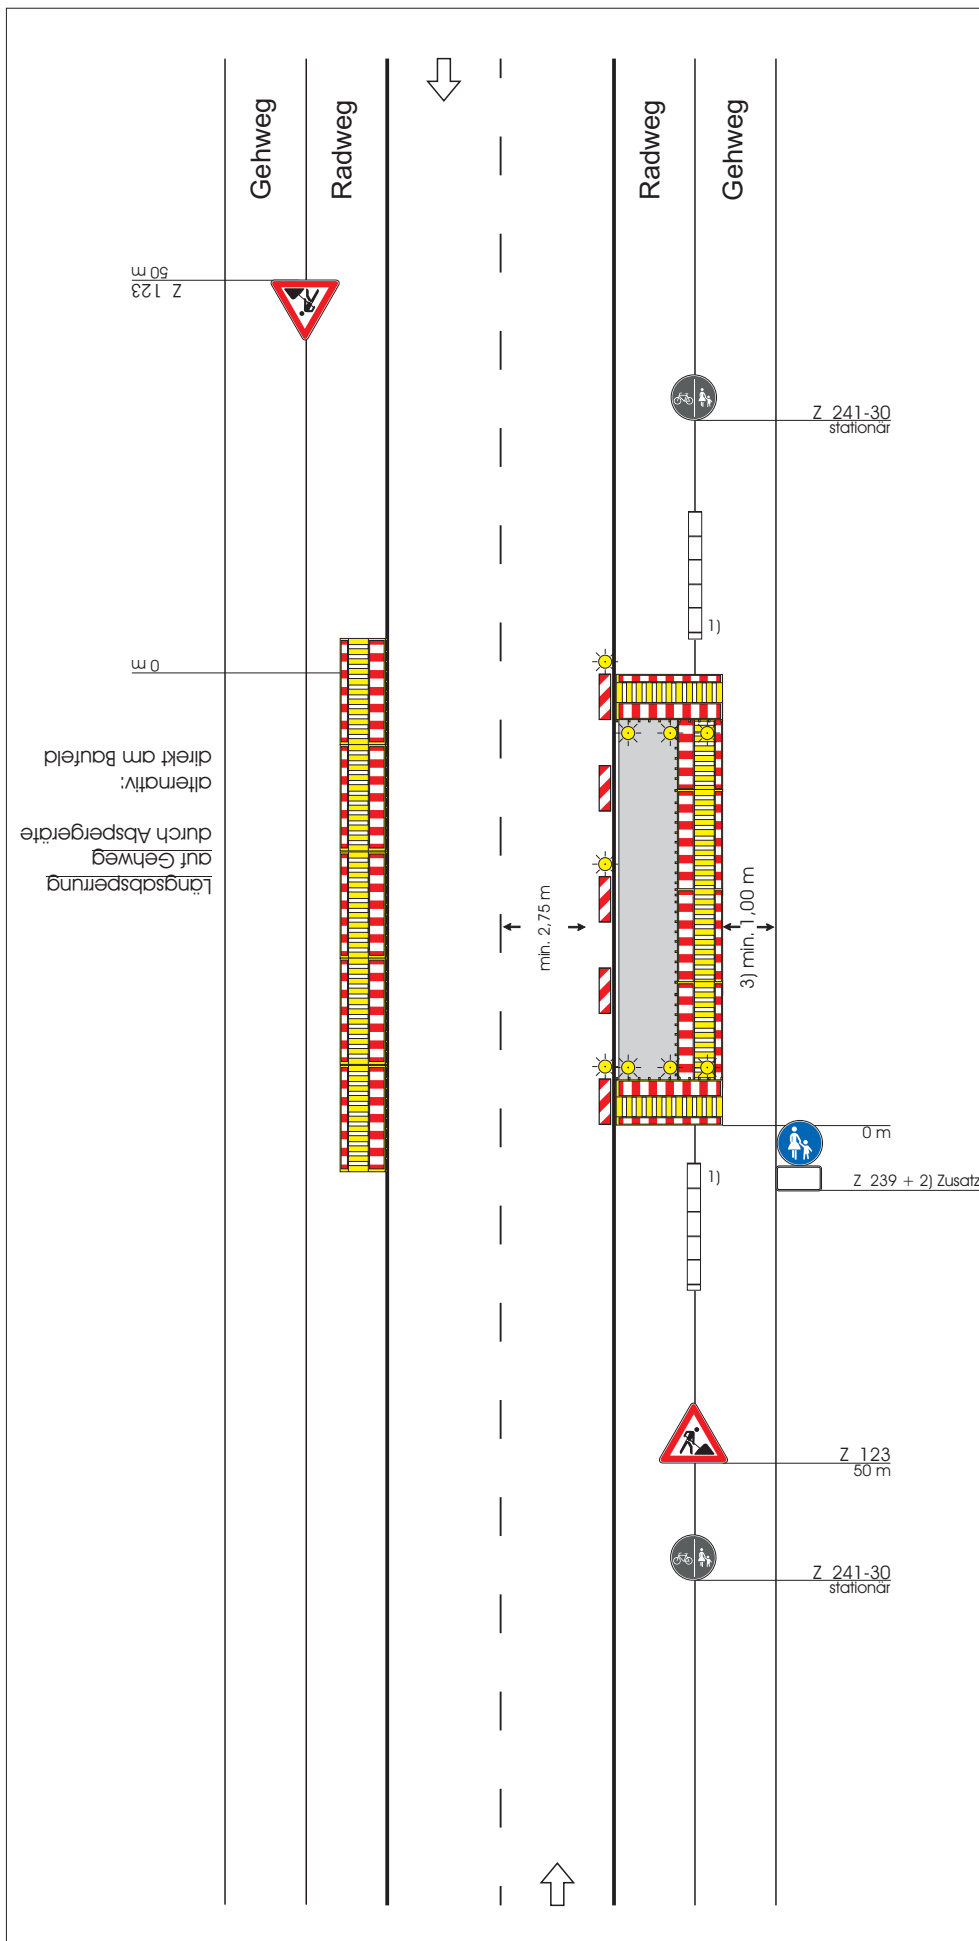 Gehweg
Radweg
Radweg
Gehweg
Z 123
50 m
Z 241-30
stationär
1)
0 m
Längsabsperrung
auf Gehweg
durch Abspergeräte
alternativ:
direkt am Baufeld
min. 2,75 m
3) min. 1,00 m
0 m
1)
Z 239 + 2) Zusatz
Z 123
50 m
Z 241-30
stationär